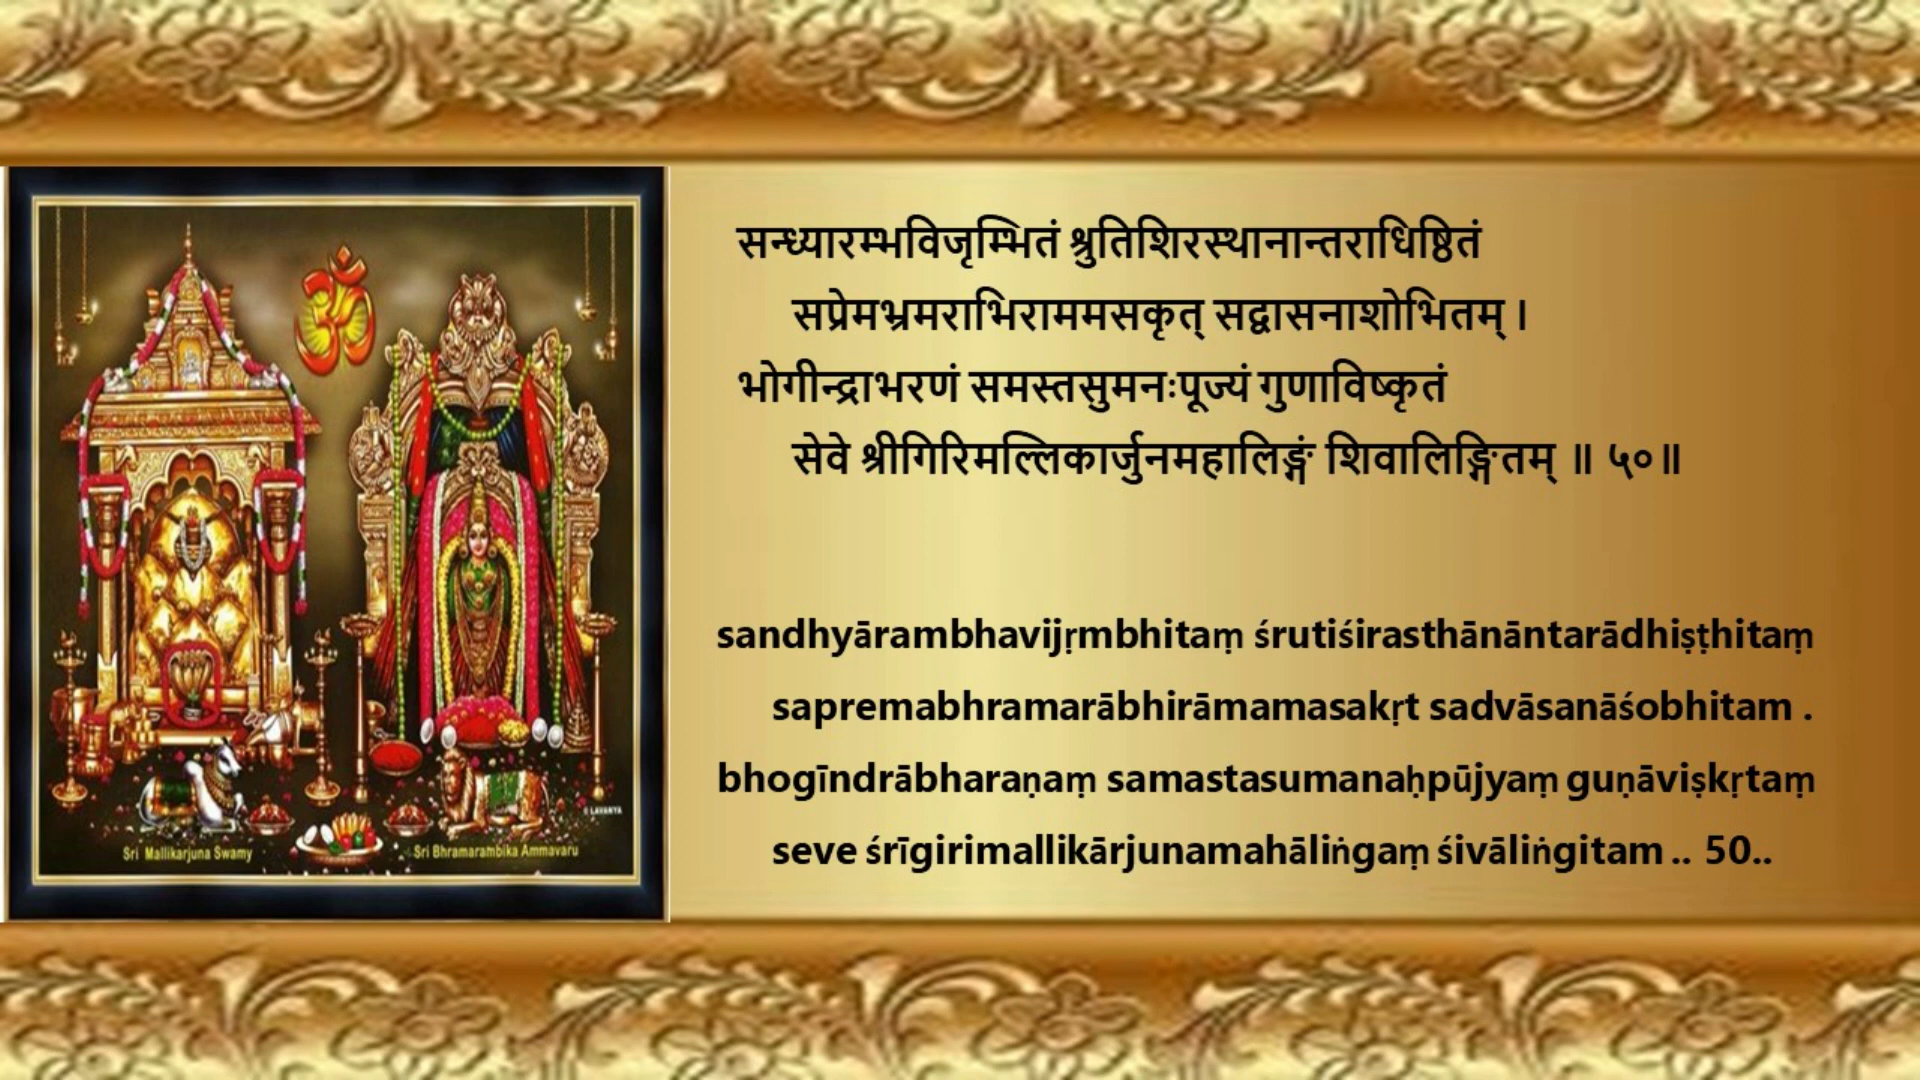 सन्ध्यारम्भविजृम्भितं श्रुतिशिरस्थानान्तराधिष्ठितं
सप्रेमभ्रमराभिराममसकृत् सद्वासनाशोभितम् ।
भोगीन्द्राभरणं समस्तसुमनःपूज्यं गुणाविष्कृतं
सेवे श्रीगिरिमल्लिकार्जुनमहालिङ्गं शिवालिङ्गितम् ॥ ५०॥
sandhyārambhavijṛmbhitaṃ śrutiśirasthānāntarādhiṣṭhitaṃ
sapremabhramarābhirāmamasakṛt sadvāsanāśobhitam .
bhogīndrābharaṇaṃ samastasumanaḥpūjyaṃ guṇāviṣkṛtaṃ
seve śrīgirimallikārjunamahāliṅgaṃ śivāliṅgitam .. 50..
ॐ
© LAVANYA
Sri Mallikarjuna Swamy
Sri Bhramarambika Ammavaru